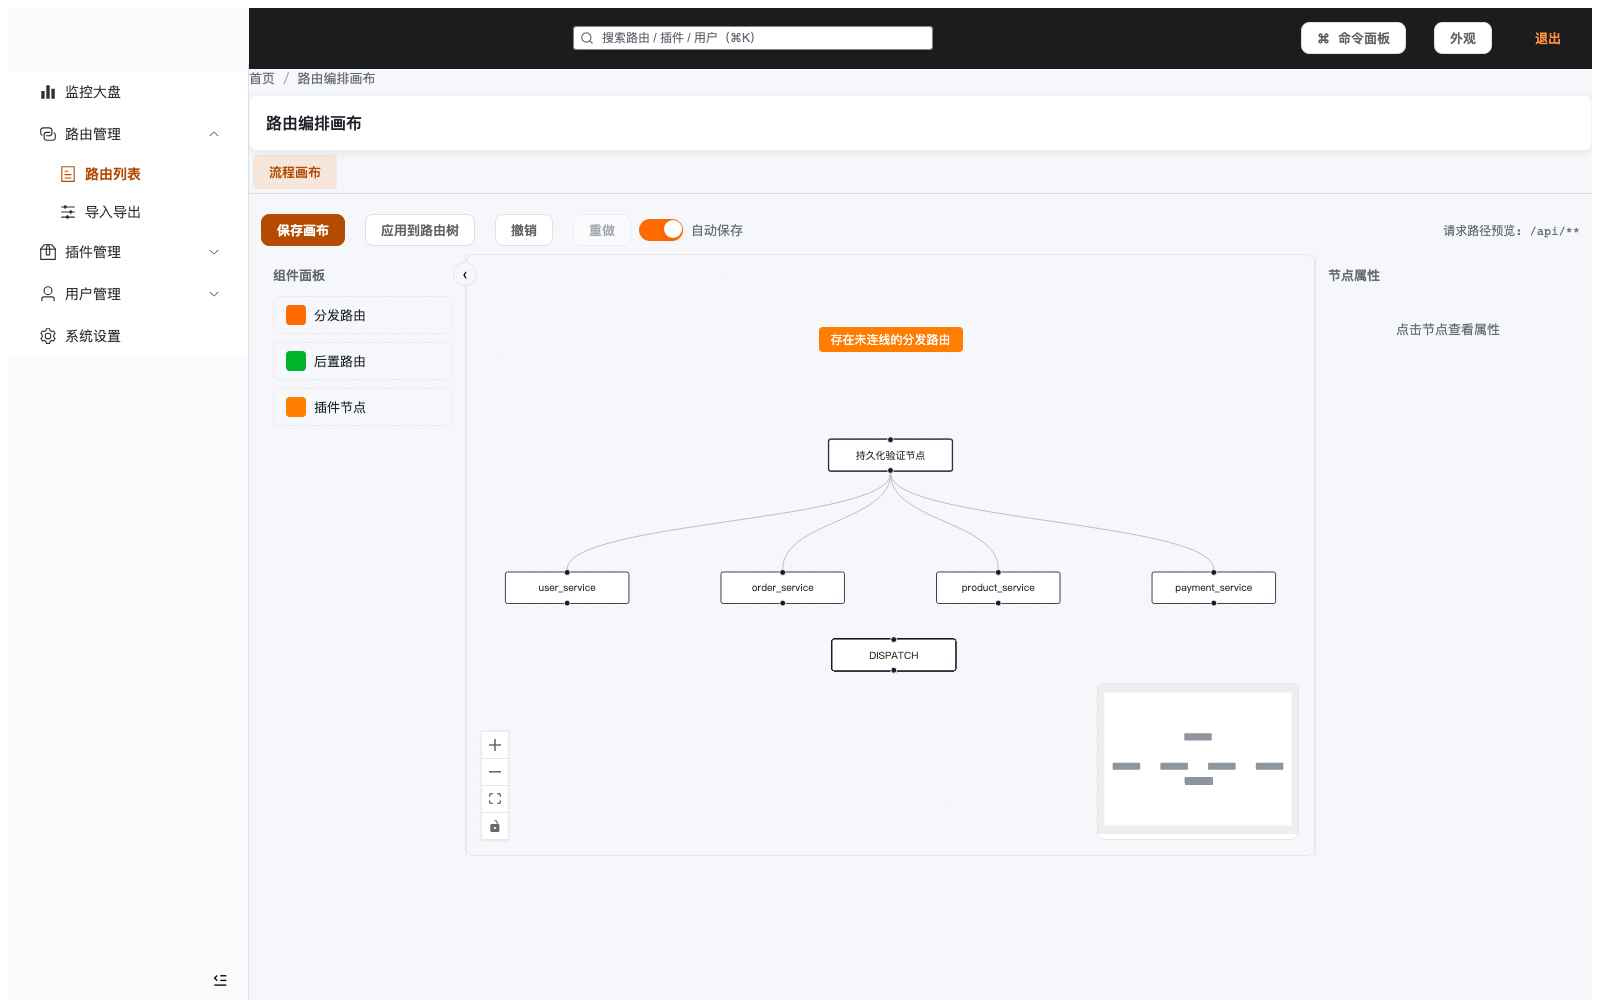 搜索路由 / 插件 / 用户（⌘K）
⌘ 命令面板
外观
退出
监控大盘
路由管理
路由列表
导入导出
插件管理
用户管理
系统设置
首页 / 路由编排画布
路由编排画布
流程画布
保存画布
应用到路由树
撤销
重做
自动保存
请求路径预览: /api/**
组件面板
分发路由
后置路由
插件节点
存在未连线的分发路由
持久化验证节点
user_service
order_service
product_service
payment_service
DISPATCH
节点属性
点击节点查看属性